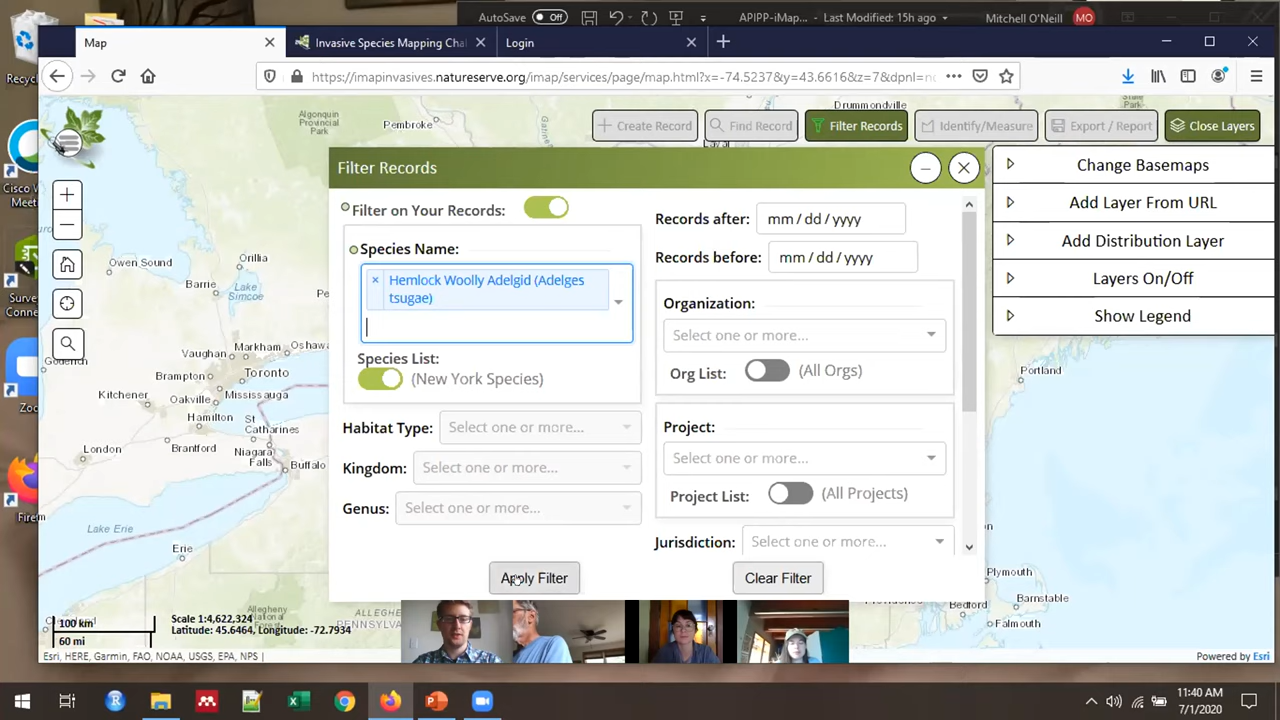 AutoSave Off APIPP-iMap... Last Modified: 15h ago Mitchell O'Neill MO
Map Invasive Species Mapping Chal Login
https://imapinvasives.natureserve.org/imap/services/page/map.html?x=-74.5237&y=43.6616&z=7&dpnl=nc
Create Record Find Record Filter Records Identify/Measure Export / Report Close Layers
Filter Records
Filter on Your Records:
Species Name:
× Hemlock Woolly Adelgid (Adelges
tsugae)
Species List:
(New York Species)
Habitat Type: Select one or more...
Kingdom: Select one or more...
Genus: Select one or more...
Records after: mm / dd / yyyy
Records before: mm / dd / yyyy
Organization:
Select one or more...
Org List: (All Orgs)
Project:
Select one or more...
Project List: (All Projects)
Jurisdiction: Select one or more...
Apply Filter Clear Filter
Change Basemaps
Add Layer From URL
Add Distribution Layer
Layers On/Off
Show Legend
Algonquin
Provincial
Park
Pembroke
Drummondville
Owen Sound
Orillia
Barrie
Lake
Simcoe
Vaughan
Markham
Oshawa
Brampton
Toronto
Kitchener
Oakville
Mississauga
Hamilton
St
Catharines
London
Brantford
Niagara
Falls
Buffalo
Lake Erie
Erie
Portland
Plymouth
Barnstable
Bedford
Falmouth
Allegheny
National
100 km
60 mi
Scale 1:4,622,324
Latitude: 45.6464, Longitude: -72.7934
Esri, HERE, Garmin, FAO, NOAA, USGS, EPA, NPS |
Powered by Esri
11:40 AM
7/1/2020